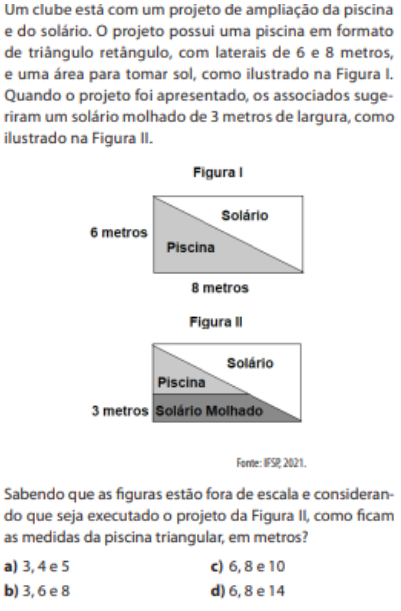 Um clube está com um projeto de ampliação da piscina
e do solário. O projeto possui uma piscina em formato
de triângulo retângulo, com laterais de 6 e 8 metros,
e uma área para tomar sol, como ilustrado na Figura I.
Quando o projeto foi apresentado, os associados suge-
riram um solário molhado de 3 metros de largura, como
ilustrado na Figura II.
Figura I
Solário
6 metros
Piscina
8 metros
Figura II
Solário
Piscina
3 metros
Solário Molhado
Fonte: IFSP, 2021.
Sabendo que as figuras estão fora de escala e consideran-
do que seja executado o projeto da Figura II, como ficam
as medidas da piscina triangular, em metros?
a) 3, 4 e 5
c) 6, 8 e 10
b) 3, 6 e 8
d) 6, 8 e 14